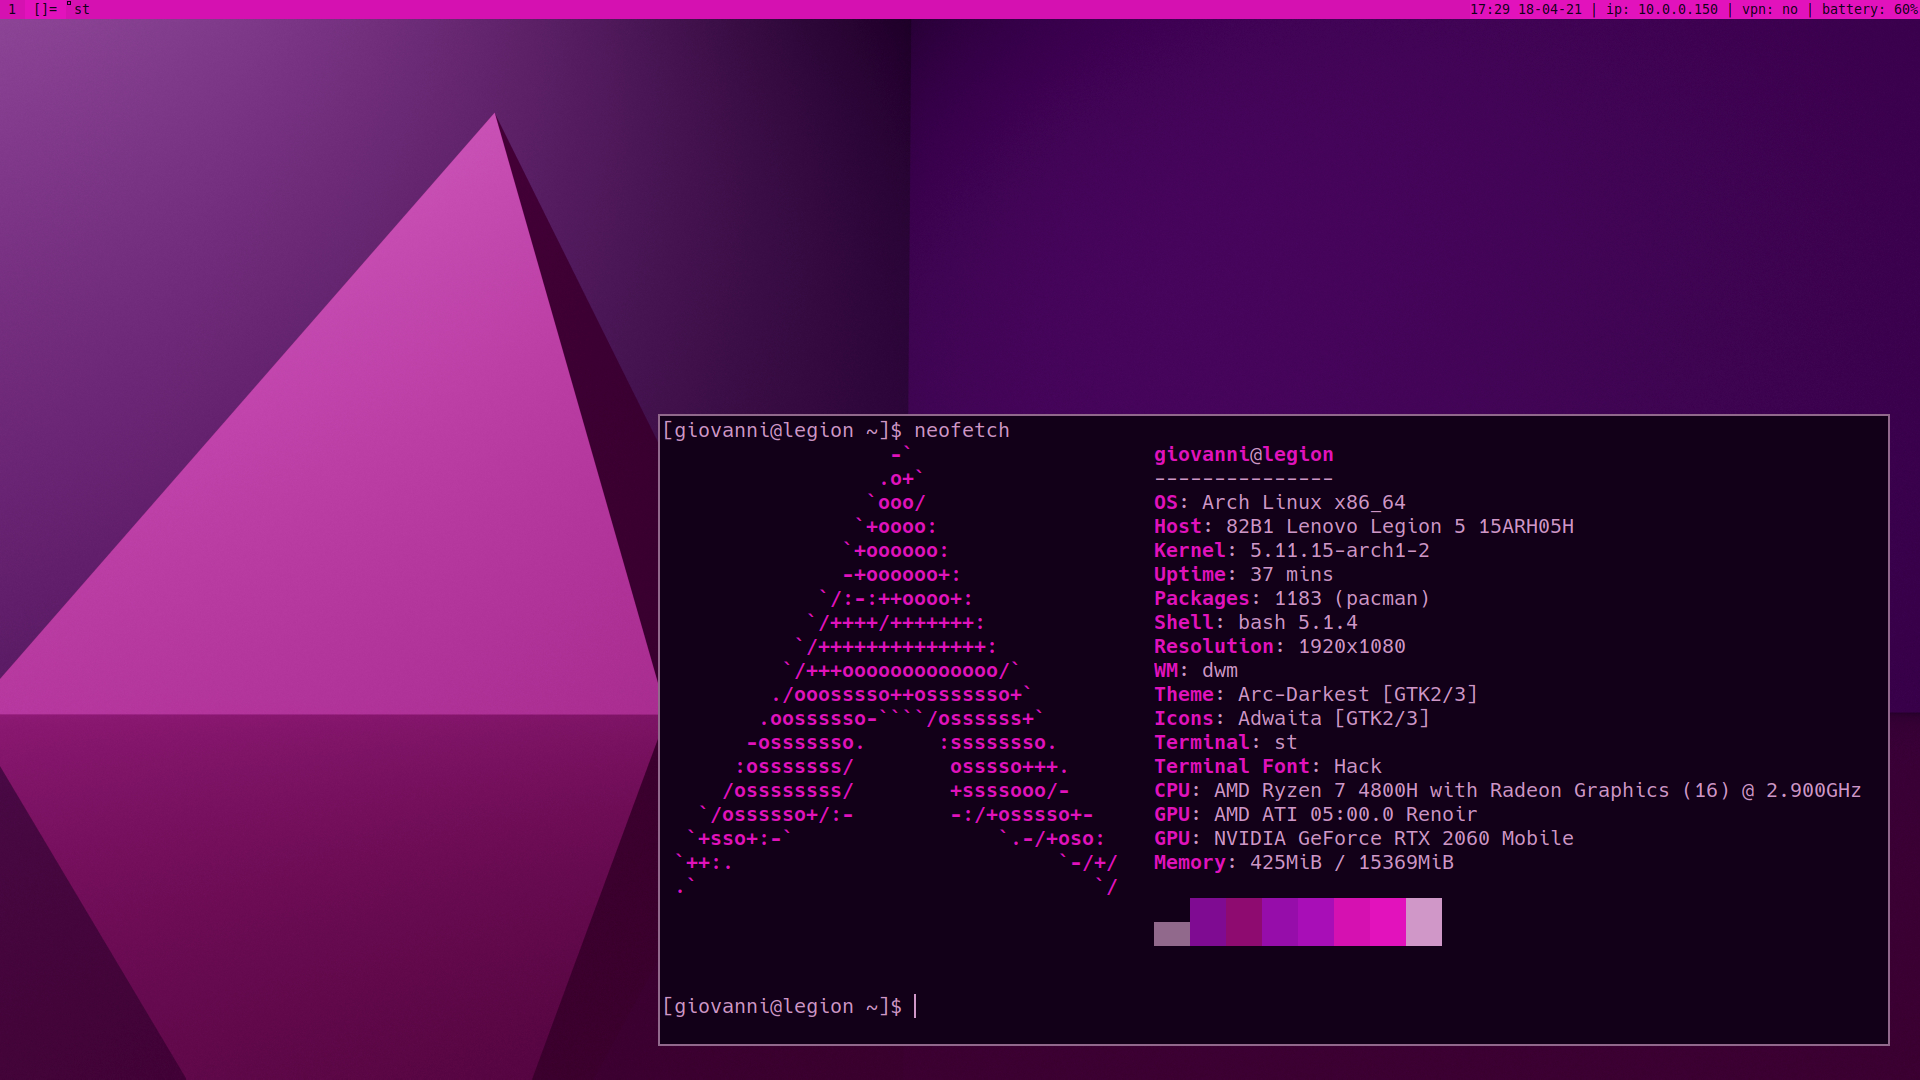 1 []= st 17:29 18-04-21 | ip: 10.0.0.150 | vpn: no | battery: 60%
[giovanni@legion ~]$ neofetch
-` giovanni@legion
.o+` ---------------
`ooo/ OS: Arch Linux x86_64
`+oooo: Host: 82B1 Lenovo Legion 5 15ARH05H
`+oooooo: Kernel: 5.11.15-arch1-2
-+oooooo+: Uptime: 37 mins
`/:-:++oooo+: Packages: 1183 (pacman)
`/++++/+++++++: Shell: bash 5.1.4
`/++++++++++++++: Resolution: 1920x1080
`/+++ooooooooooooo/` WM: dwm
./ooosssso++osssssso+` Theme: Arc-Darkest [GTK2/3]
.oossssso-````/ossssss+` Icons: Adwaita [GTK2/3]
-osssssso. :ssssssso. Terminal: st
:osssssss/ osssso+++. Terminal Font: Hack
/ossssssss/ +ssssooo/- CPU: AMD Ryzen 7 4800H with Radeon Graphics (16) @ 2.900GHz
`/ossssso+/:- -:/+osssso+- GPU: AMD ATI 05:00.0 Renoir
`+sso+:-` `.-/+oso: GPU: NVIDIA GeForce RTX 2060 Mobile
`++:. `-/+/ Memory: 425MiB / 15369MiB
.` `/
[giovanni@legion ~]$